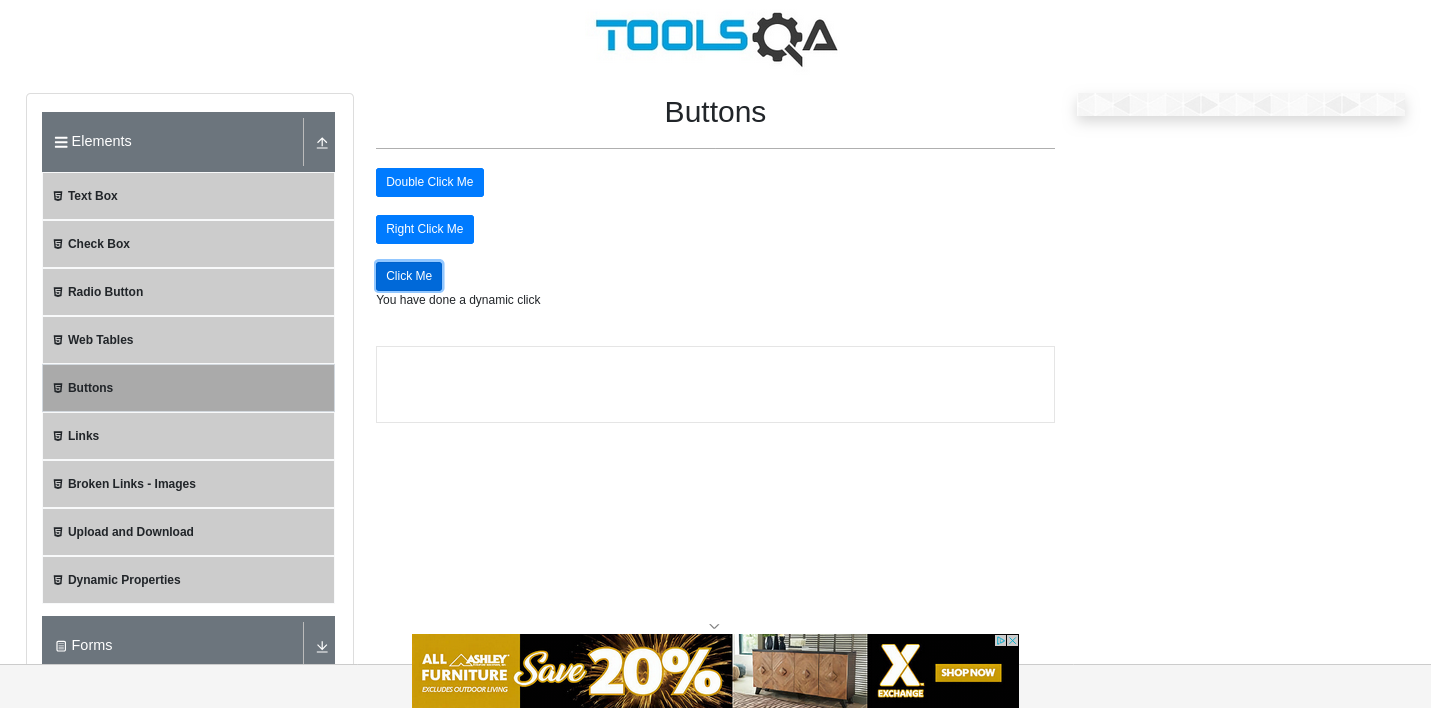 TOOLSQA
Elements
Text Box
Check Box
Radio Button
Web Tables
Buttons
Links
Broken Links - Images
Upload and Download
Dynamic Properties
Forms
Buttons
Double Click Me
Right Click Me
Click Me
You have done a dynamic click
ALL ASHLEY
FURNITURE
EXCLUDES OUTDOOR LIVING
Save 20%
X
EXCHANGE
SHOP NOW